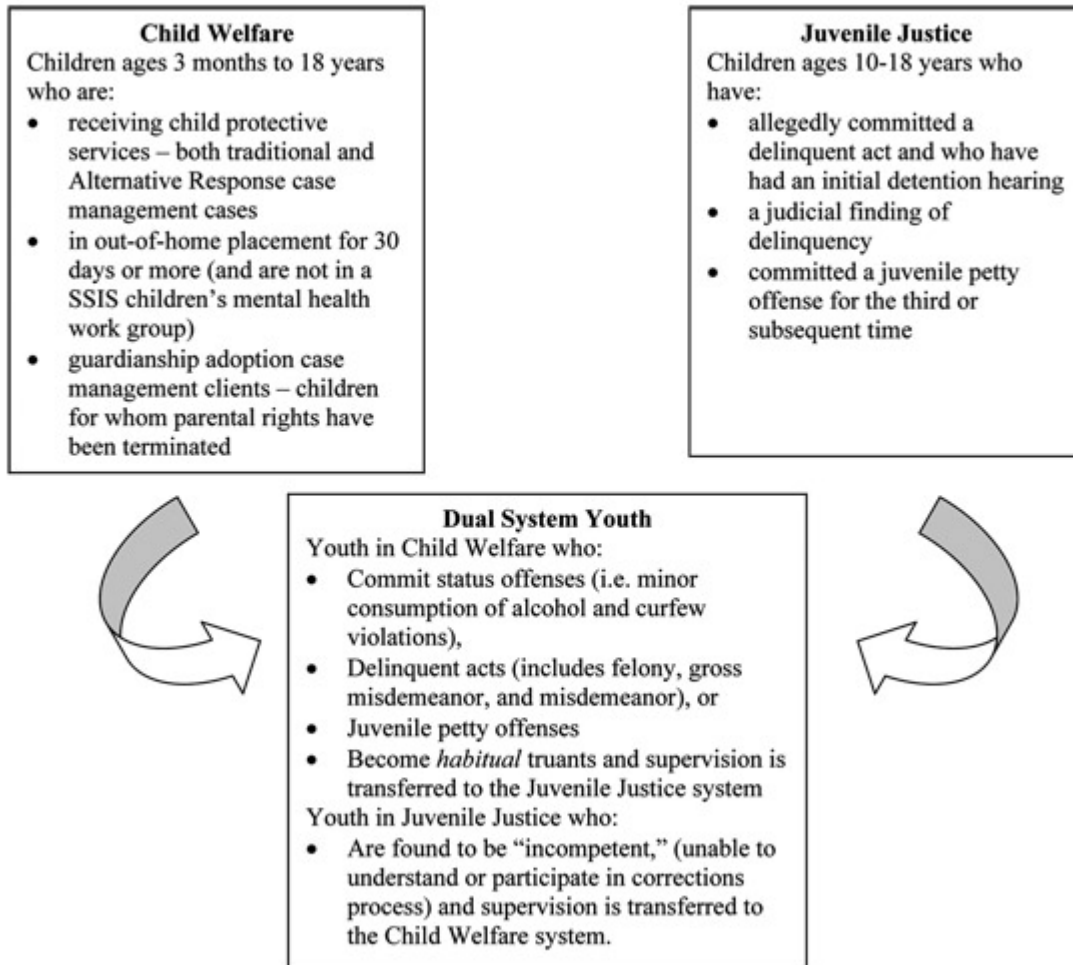 Child Welfare
Children ages 3 months to 18 years
who are:
• receiving child protective
services – both traditional and
Alternative Response case
management cases
• in out-of-home placement for 30
days or more (and are not in a
SSIS children’s mental health
work group)
• guardianship adoption case
management clients – children
for whom parental rights have
been terminated
Juvenile Justice
Children ages 10-18 years who
have:
• allegedly committed a
delinquent act and who have
had an initial detention hearing
• a judicial finding of
delinquency
• committed a juvenile petty
offense for the third or
subsequent time
Dual System Youth
Youth in Child Welfare who:
• Commit status offenses (i.e. minor
consumption of alcohol and curfew
violations),
• Delinquent acts (includes felony, gross
misdemeanor, and misdemeanor), or
• Juvenile petty offenses
• Become habitual truants and supervision is
transferred to the Juvenile Justice system
Youth in Juvenile Justice who:
• Are found to be “incompetent,” (unable to
understand or participate in corrections
process) and supervision is transferred to
the Child Welfare system.